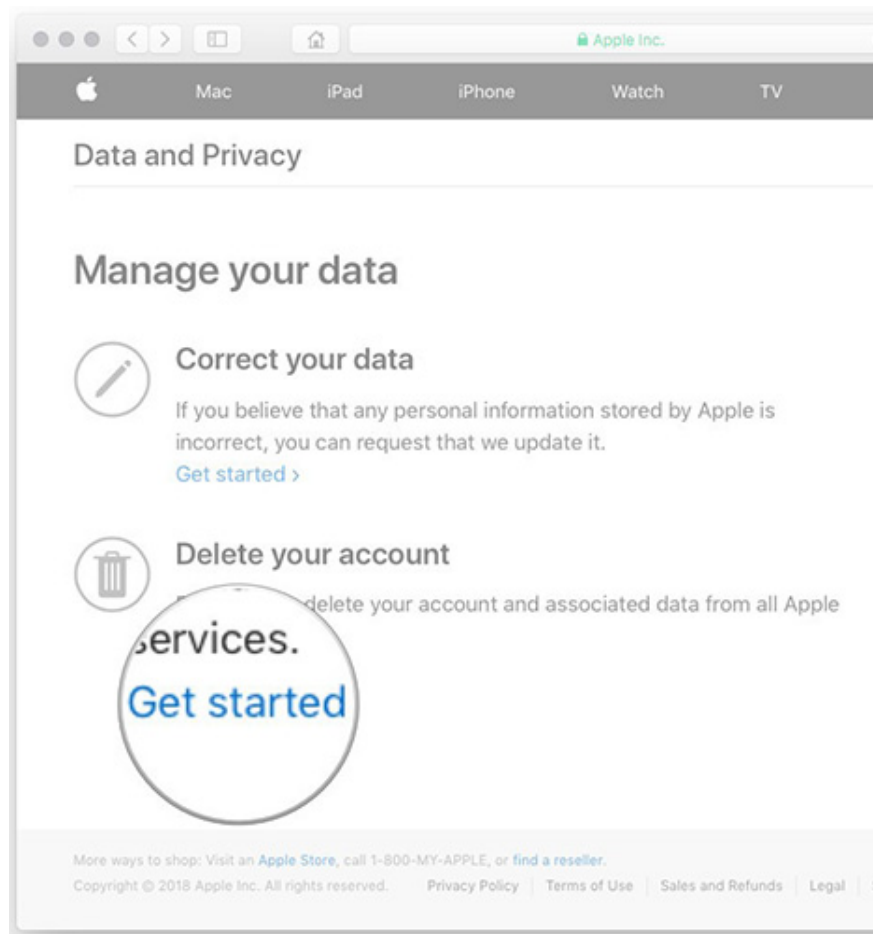 Apple Inc.
Mac iPad iPhone Watch TV
Data and Privacy
Manage your data
Correct your data
If you believe that any personal information stored by Apple is
incorrect, you can request that we update it.
Get started ›
Delete your account
delete your account and associated data from all Apple
services.
Get started
More ways to shop: Visit an Apple Store, call 1-800-MY-APPLE, or find a reseller.
Copyright © 2018 Apple Inc. All rights reserved. Privacy Policy Terms of Use Sales and Refunds Legal